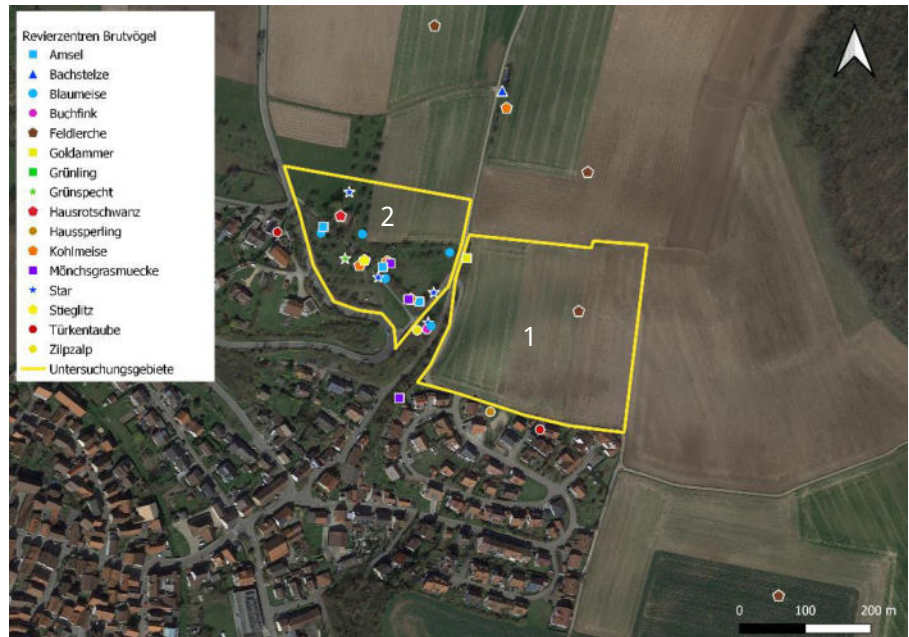 Revierzentren Brutvögel
Amsel
Bachstelze
Blaumeise
Buchfink
Feldlerche
Goldammer
Grünling
Grünspecht
Hausrotschwanz
Haussperling
Kohlmeise
Mönchsgrasmuecke
Star
Stieglitz
Türkentaube
Zilpzalp
Untersuchungsgebiete
2
1
0 100 200 m